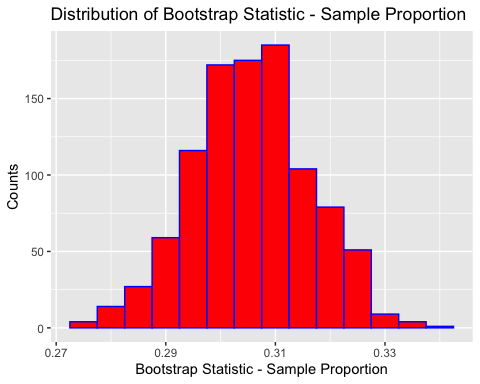 Distribution of Bootstrap Statistic - Sample Proportion
Counts
150
100
50
0
0.27 0.29 0.31 0.33
Bootstrap Statistic - Sample Proportion